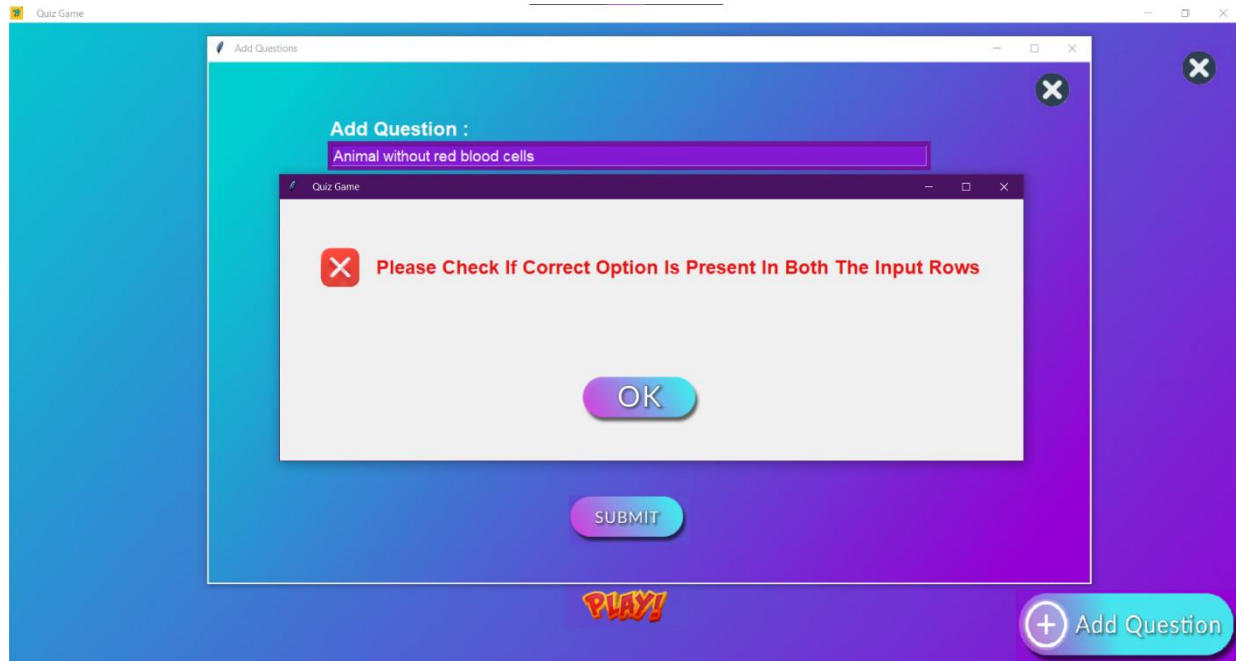 Quiz Game
Add Questions
Add Question :
Animal without red blood cells
Quiz Game
Please Check If Correct Option Is Present In Both The Input Rows
OK
SUBMIT
PLAY!
Add Question